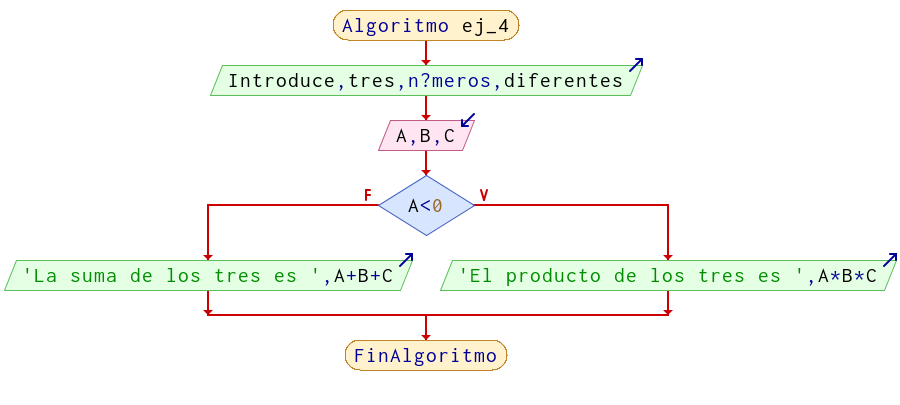 Algoritmo ej_4
Introduce,tres,n?meros,diferentes
A,B,C
F
V
A<0
'La suma de los tres es ',A+B+C
'El producto de los tres es ',A*B*C
FinAlgoritmo